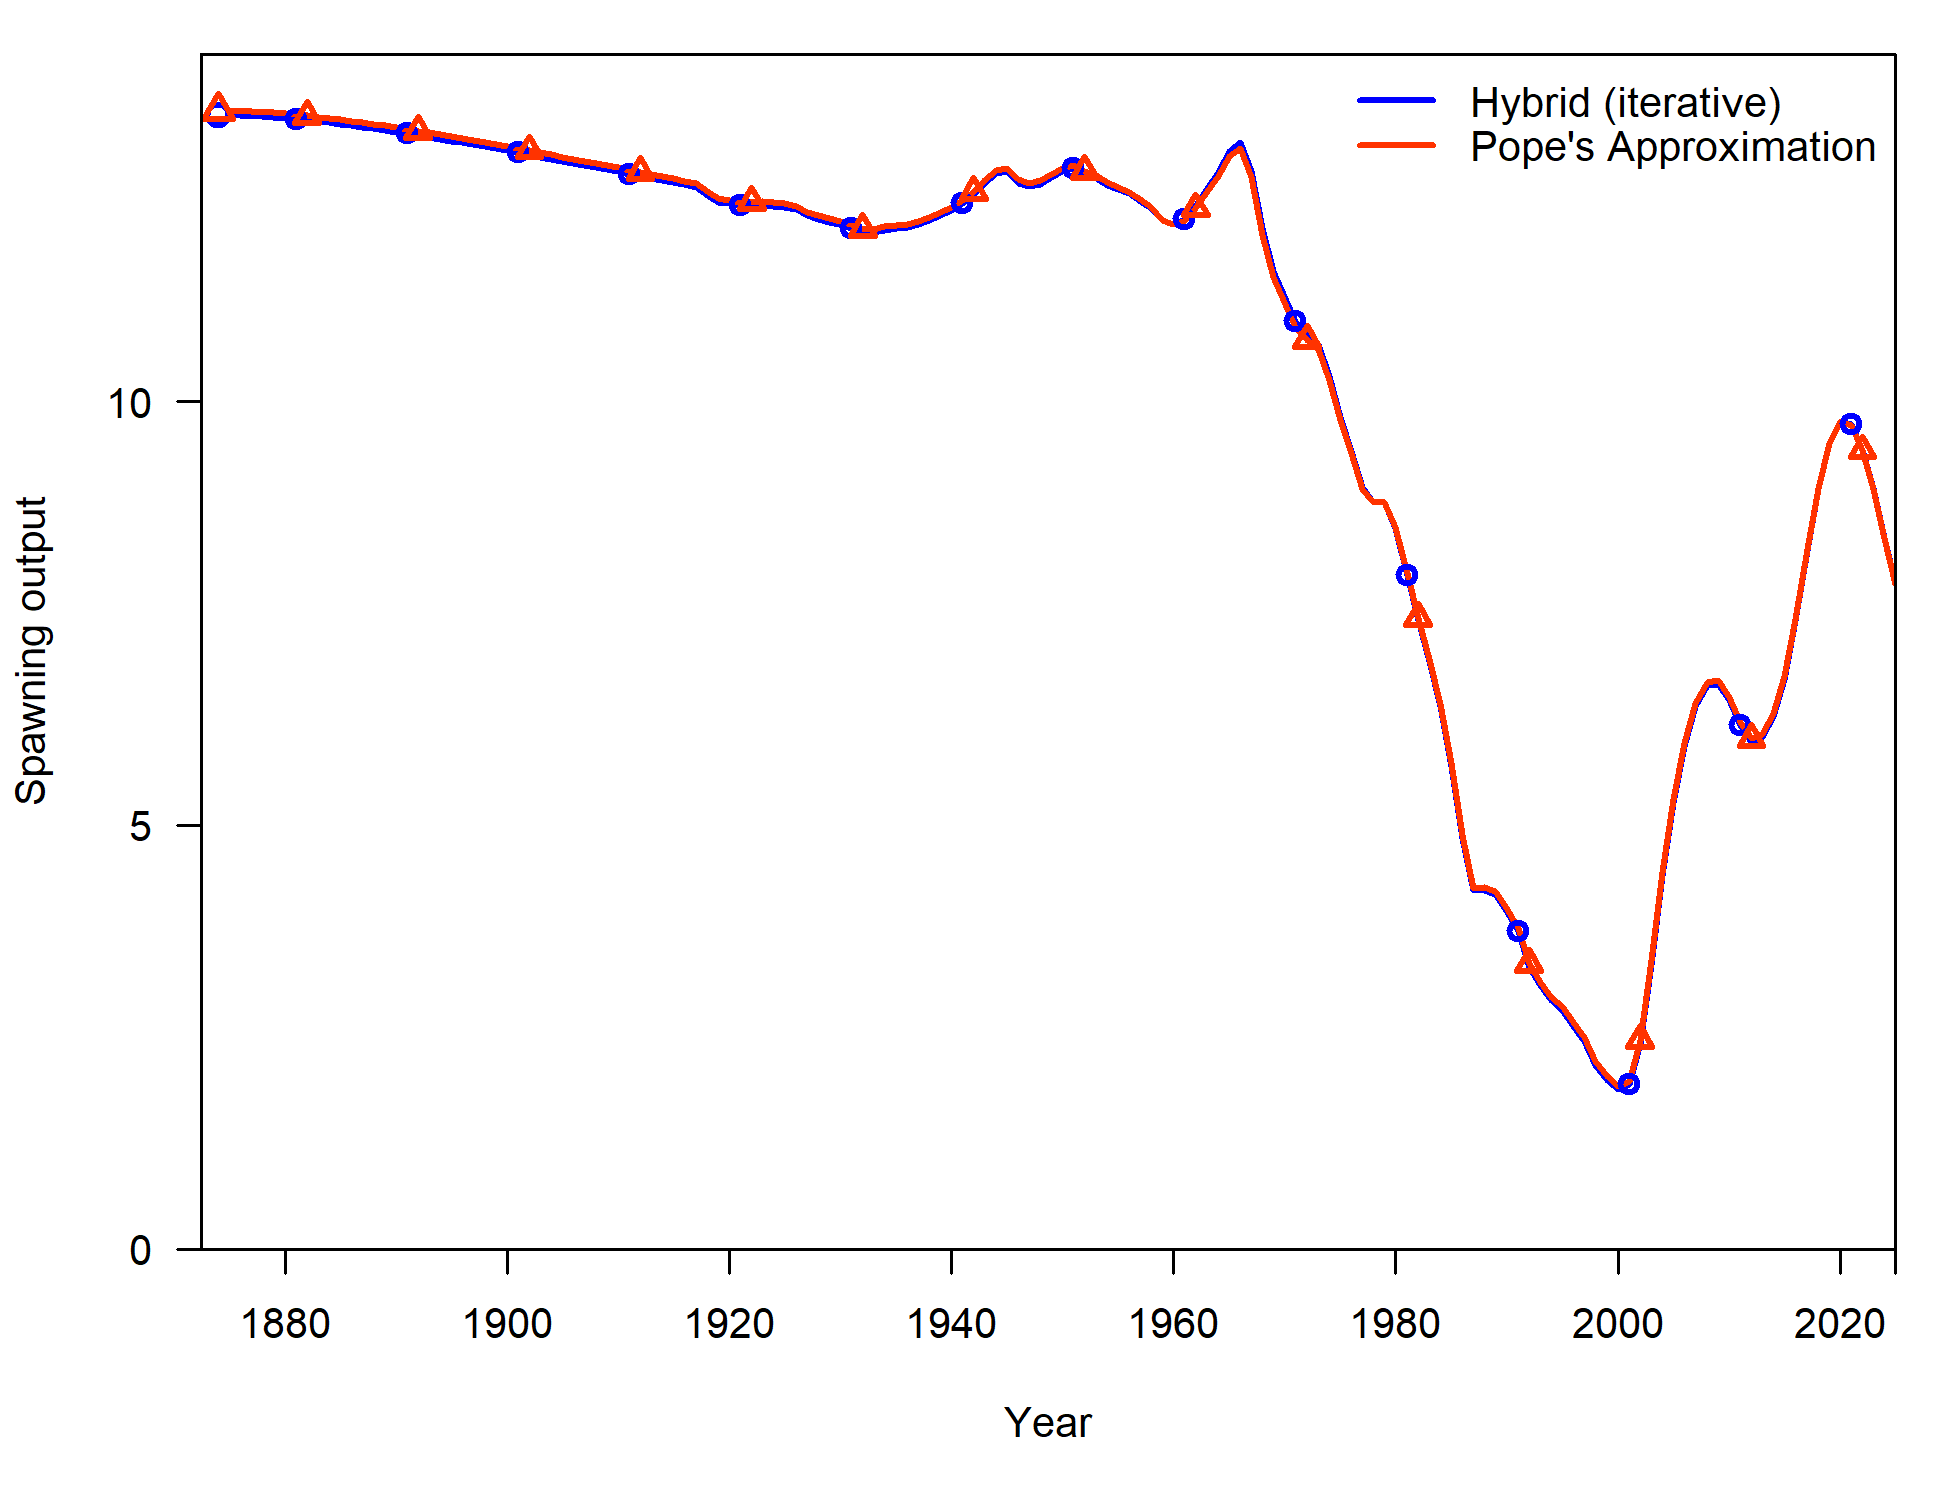 Hybrid (iterative)
Pope's Approximation
Spawning output
10
5
0
1880 1900 1920 1940 1960 1980 2000 2020
Year